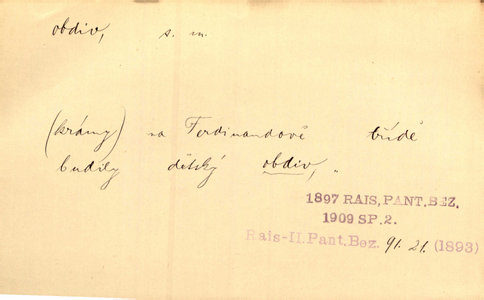 obdiv, s. m.
(krámy) na Ferdinandově třídě
budily dětský obdiv, „
1897 RAIS, PANT. BEZ.
1909 SP. 2.
Rais-II. Pant. Bez. 91. 21. (1893)